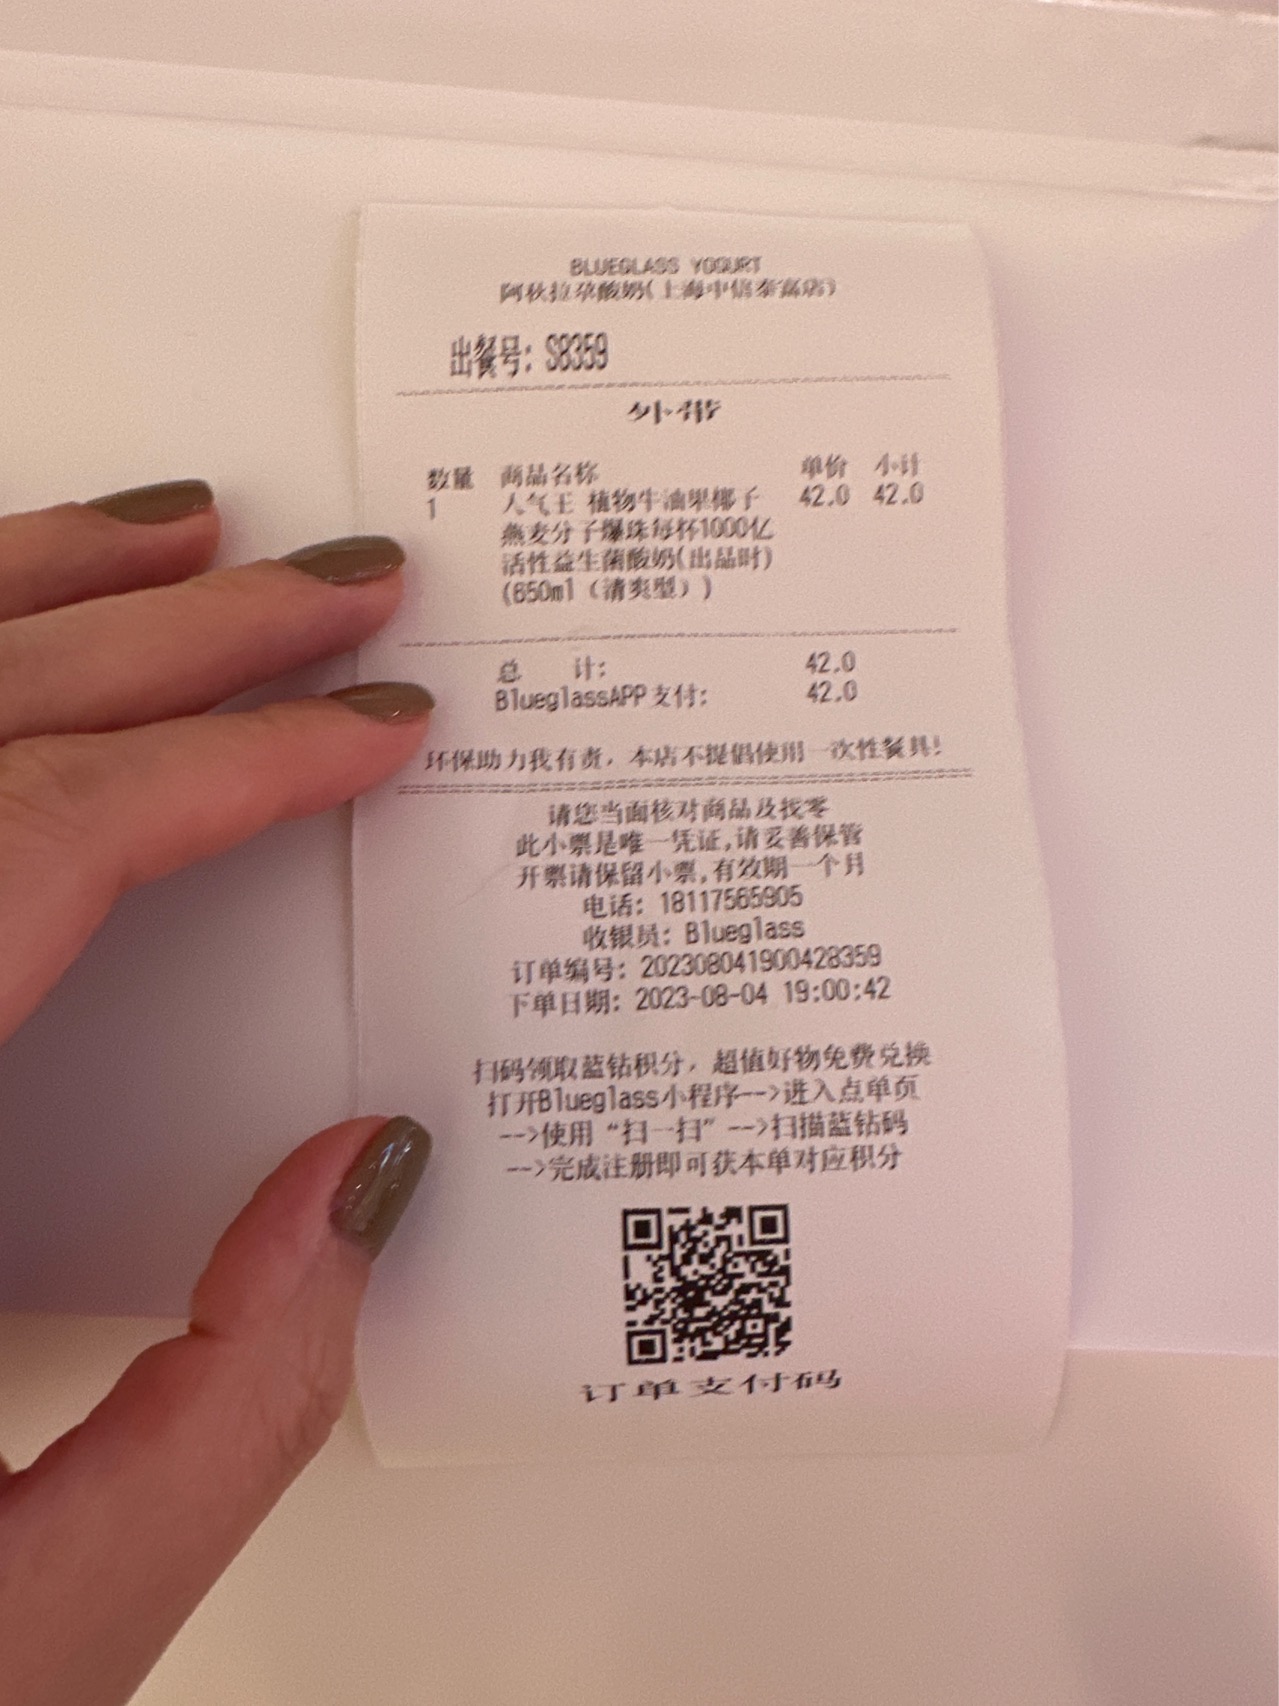 BLUEGLASS YOGURT
阿秋拉尕酸奶(上海中信泰富店)
出餐号: S8359
外带
数量 商品名称 单价 小计
1 人气王 植物牛油果椰子 42.0 42.0
燕麦分子爆珠每杯1000亿
活性益生菌酸奶(出品时)
(650ml（清爽型）)
总 计: 42.0
BlueglassAPP支付: 42.0
环保助力我有责，本店不提倡使用一次性餐具!
请您当面核对商品及找零
此小票是唯一凭证,请妥善保管
开票请保留小票,有效期一个月
电话: 18117565905
收银员: Blueglass
订单编号: 202308041900428359
下单日期: 2023-08-04 19:00:42
扫码领取蓝钻积分，超值好物免费兑换
打开Blueglass小程序-->进入点单页
-->使用“扫一扫”-->扫描蓝钻码
-->完成注册即可获本单对应积分
订单支付码